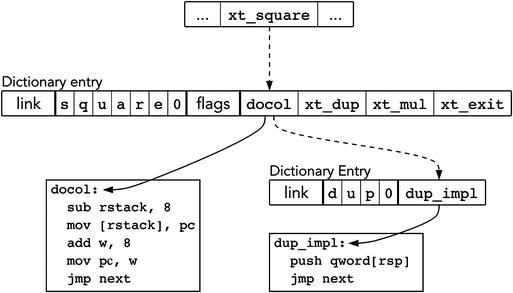 ... xt_square ...
Dictionary entry
link s q u a r e 0 flags docol xt_dup xt_mul xt_exit
Dictionary Entry
link d u p 0 dup_impl
docol:
sub rstack, 8
mov [rstack], pc
add w, 8
mov pc, w
jmp next
dup_impl:
push qword[rsp]
jmp next